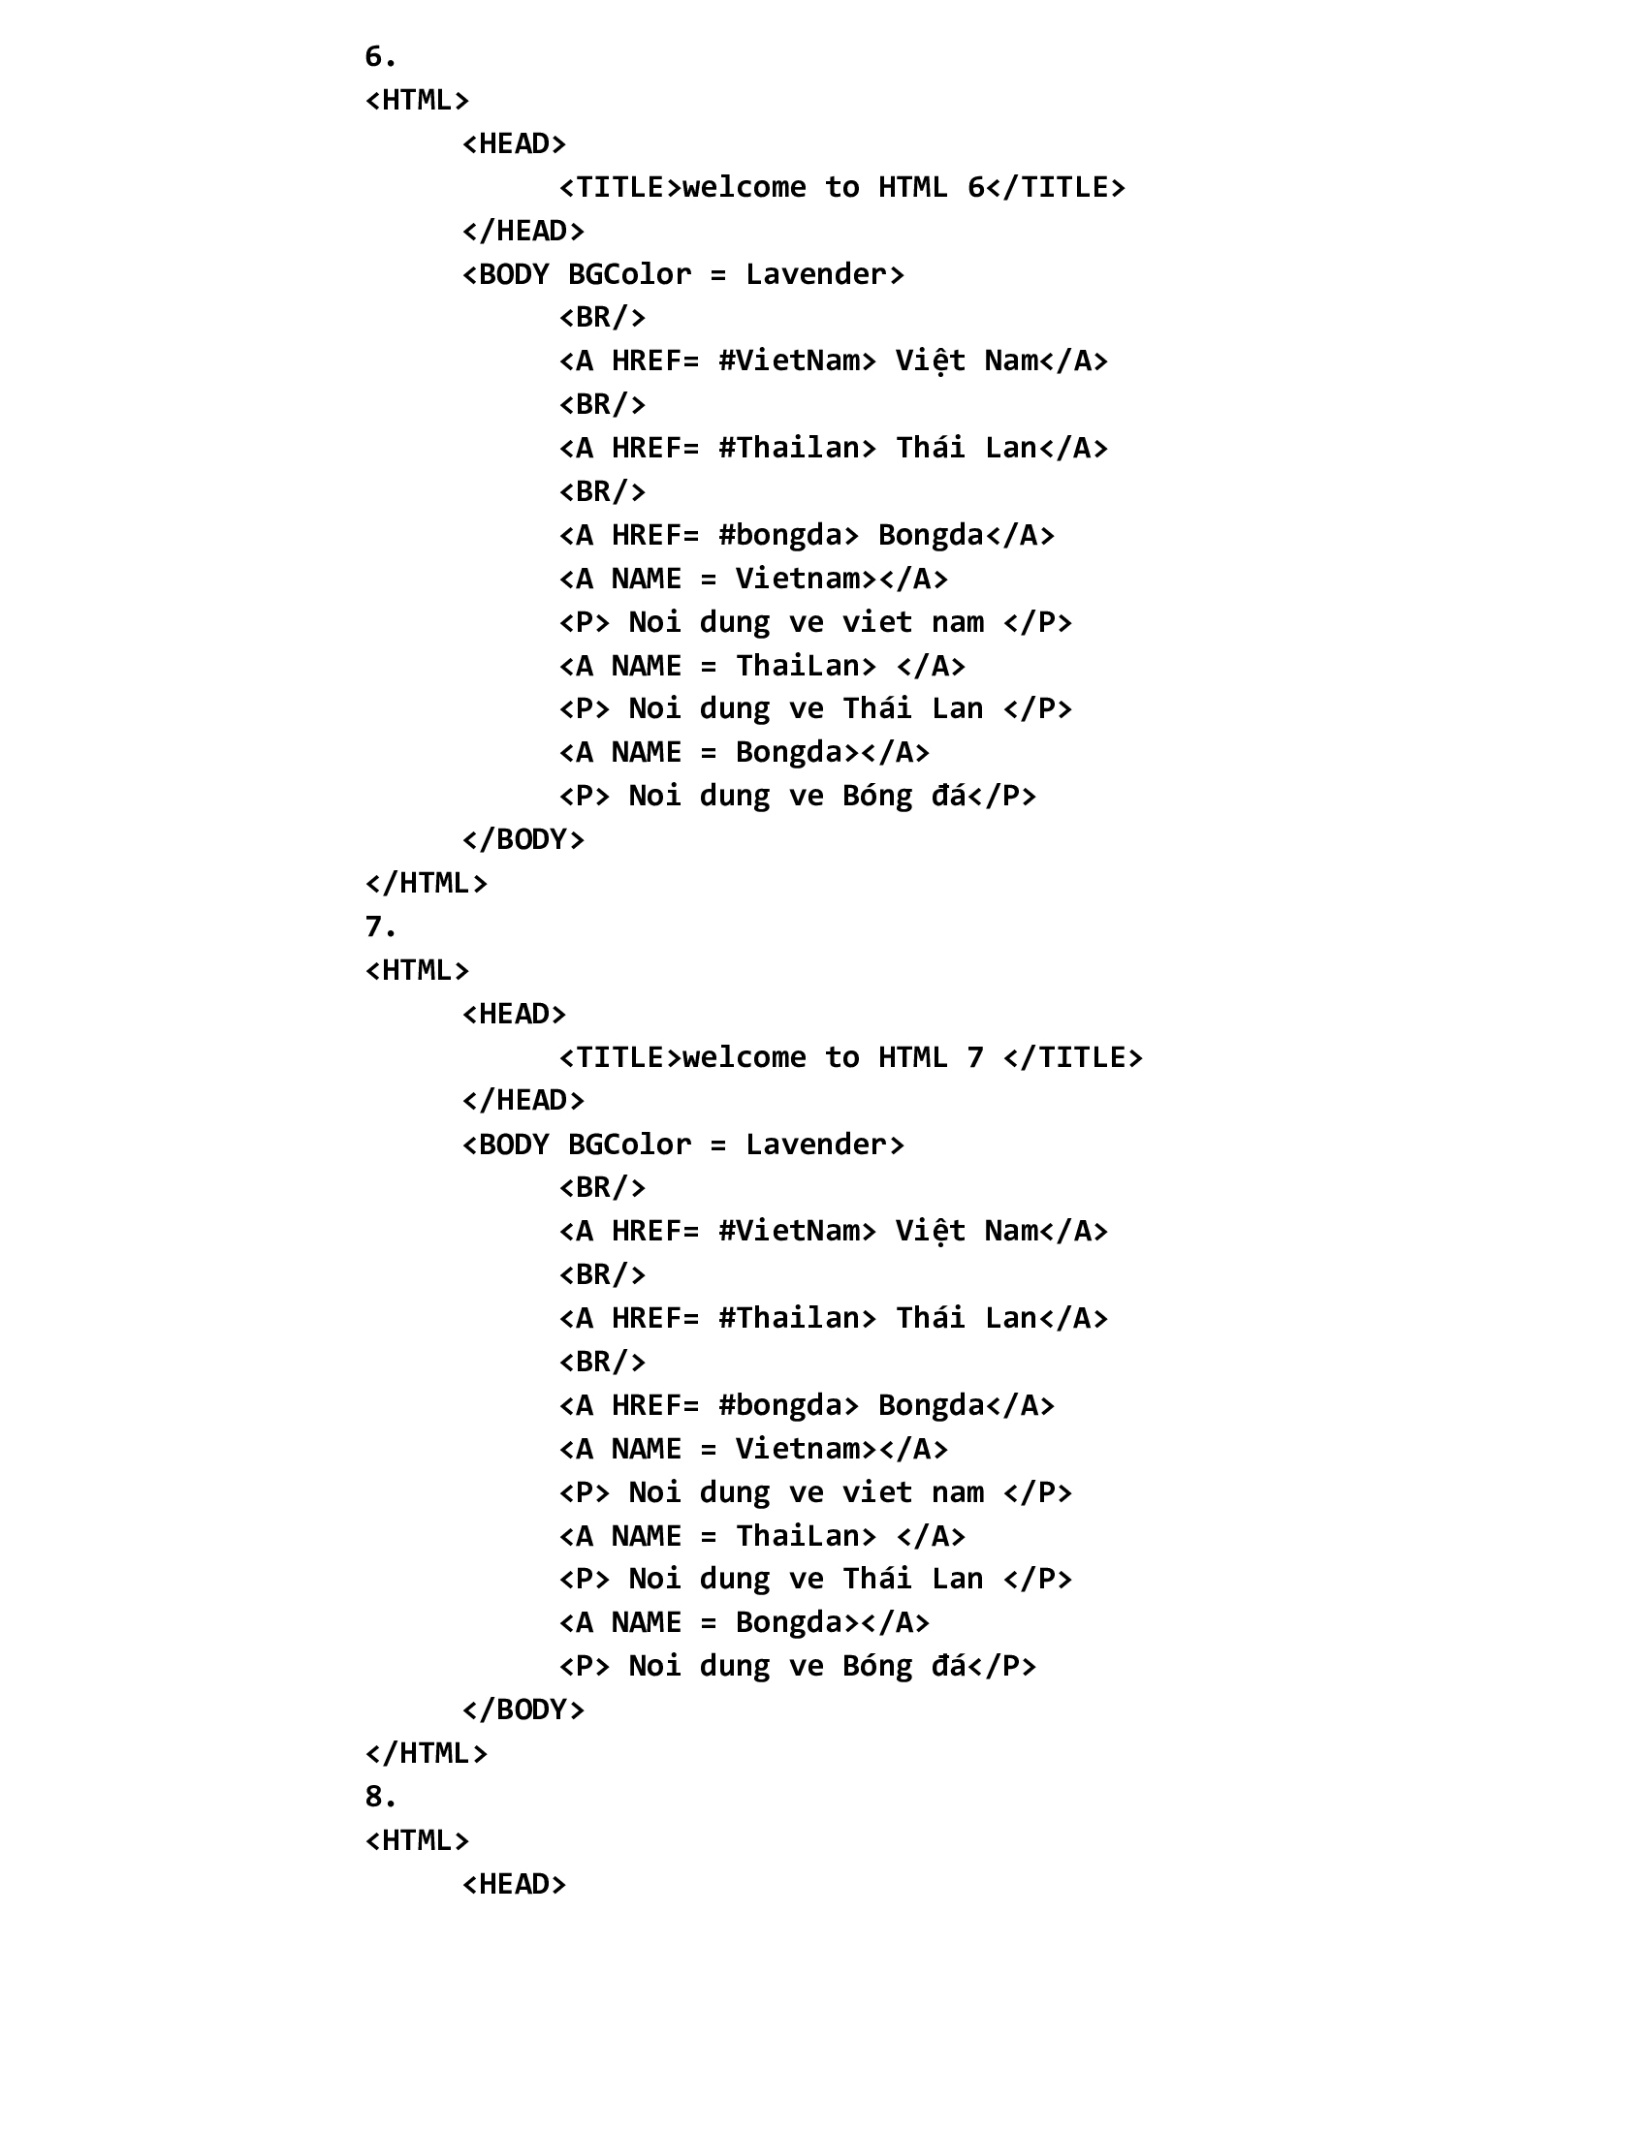 6.
<HTML>
<HEAD>
<TITLE>welcome to HTML 6</TITLE>
</HEAD>
<BODY BGColor = Lavender>
<BR/>
<A HREF= #VietNam> Việt Nam</A>
<BR/>
<A HREF= #Thailan> Thái Lan</A>
<BR/>
<A HREF= #bongda> Bongda</A>
<A NAME = Vietnam></A>
<P> Noi dung ve viet nam </P>
<A NAME = ThaiLan> </A>
<P> Noi dung ve Thái Lan </P>
<A NAME = Bongda></A>
<P> Noi dung ve Bóng đá</P>
</BODY>
</HTML>
7.
<HTML>
<HEAD>
<TITLE>welcome to HTML 7 </TITLE>
</HEAD>
<BODY BGColor = Lavender>
<BR/>
<A HREF= #VietNam> Việt Nam</A>
<BR/>
<A HREF= #Thailan> Thái Lan</A>
<BR/>
<A HREF= #bongda> Bongda</A>
<A NAME = Vietnam></A>
<P> Noi dung ve viet nam </P>
<A NAME = ThaiLan> </A>
<P> Noi dung ve Thái Lan </P>
<A NAME = Bongda></A>
<P> Noi dung ve Bóng đá</P>
</BODY>
</HTML>
8.
<HTML>
<HEAD>